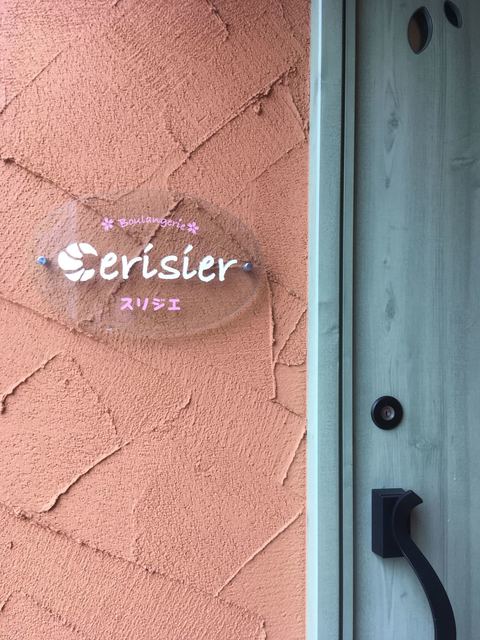 Boulangerie
Cerisier
スリジエ